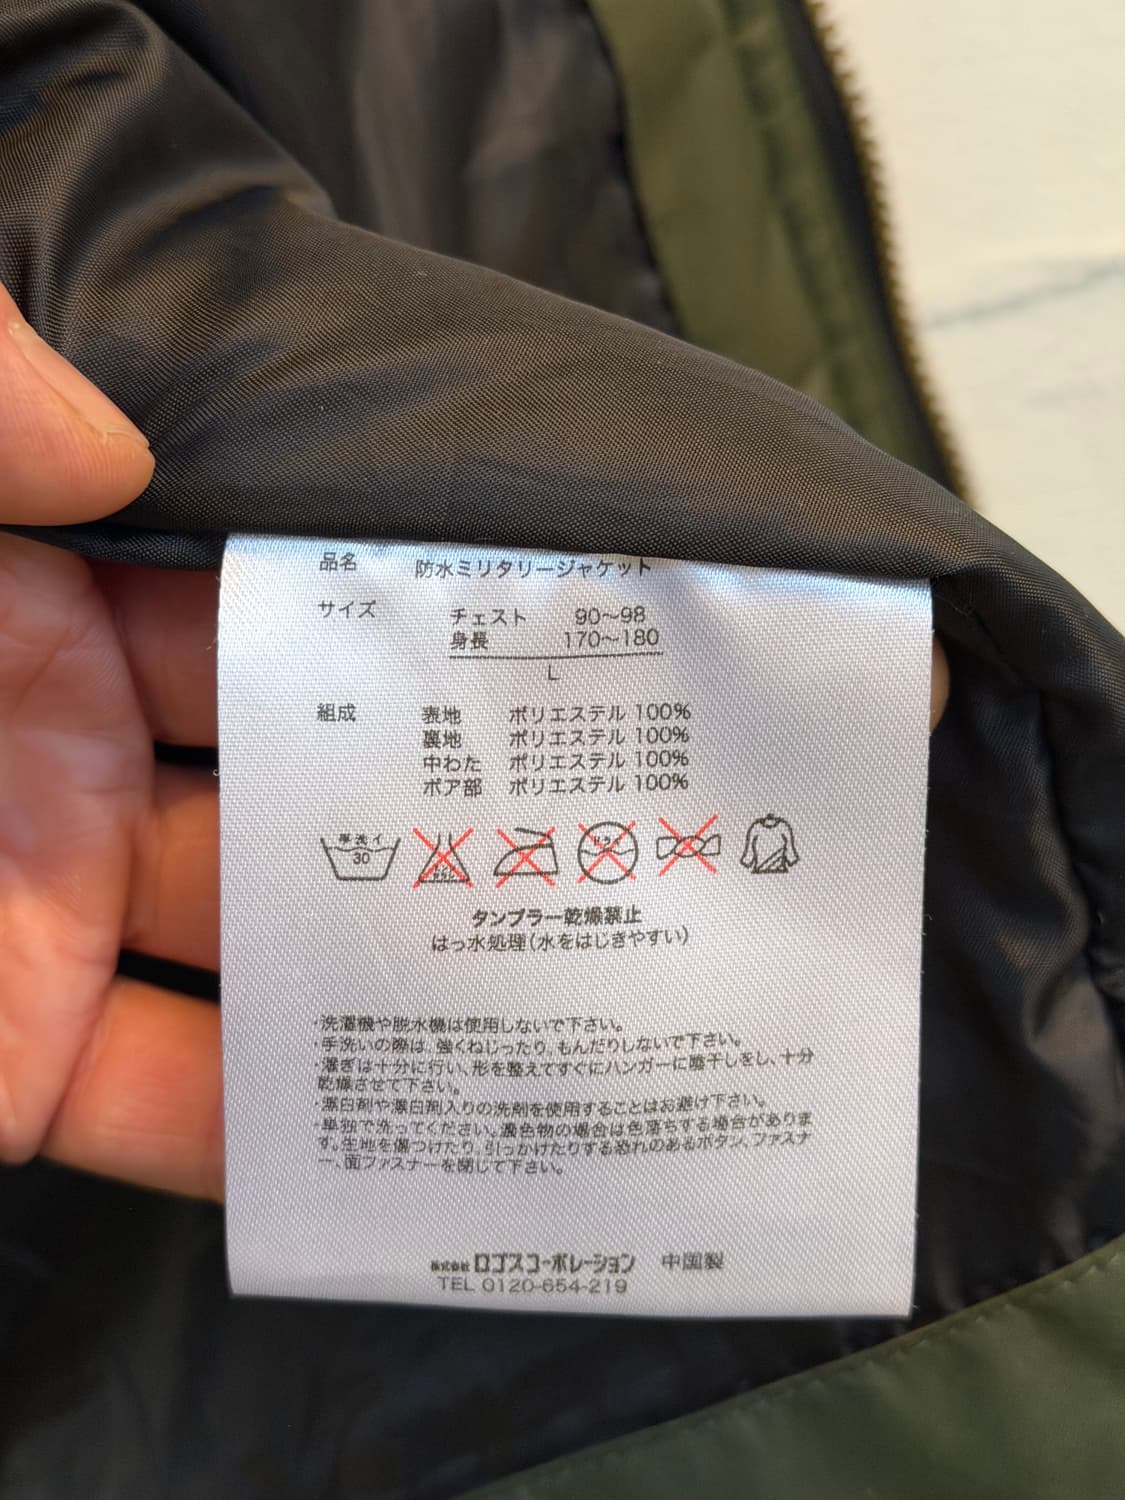 品名 防水ミリタリージャケット
サイズ チェスト 90～98
身長 170～180
L
組成 表地 ポリエステル 100%
裏地 ポリエステル 100%
中わた ポリエステル 100%
ボア部 ポリエステル 100%
手洗イ
30
タンブラー乾燥禁止
はっ水処理(水をはじきやすい)
・洗濯機や脱水機は使用しないで下さい。
・手洗いの際は、強くねじったり、もんだりしないで下さい。
・濯ぎは十分に行い、形を整えてすぐにハンガーに陰干しをし、十分
乾燥させて下さい。
・漂白剤や漂白剤入りの洗剤を使用することはお避け下さい。
・単独で洗ってください。濃色物の場合は色落ちする場合がありま
す。生地を傷つけたり、引っかけたりする恐れのあるボタン、ファスナ
ー、面ファスナーを閉じて下さい。
株式会社 ロゴスコーポレーション 中国製
TEL 0120-654-219